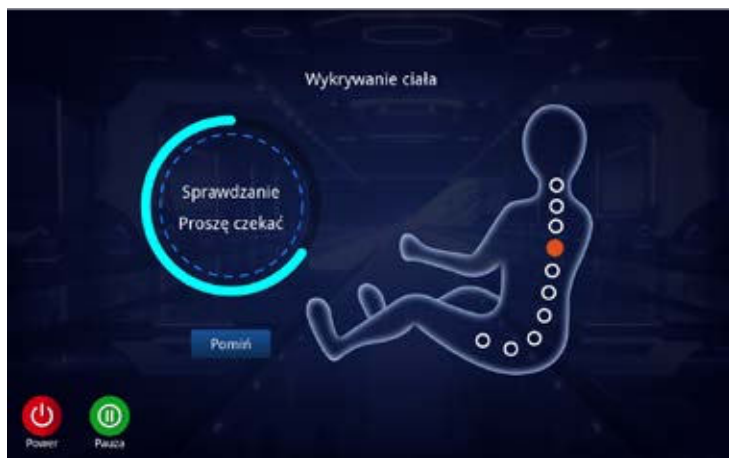 Wykrywanie ciała
Sprawdzanie
Proszę czekać
Pomiń
Power
Pauza